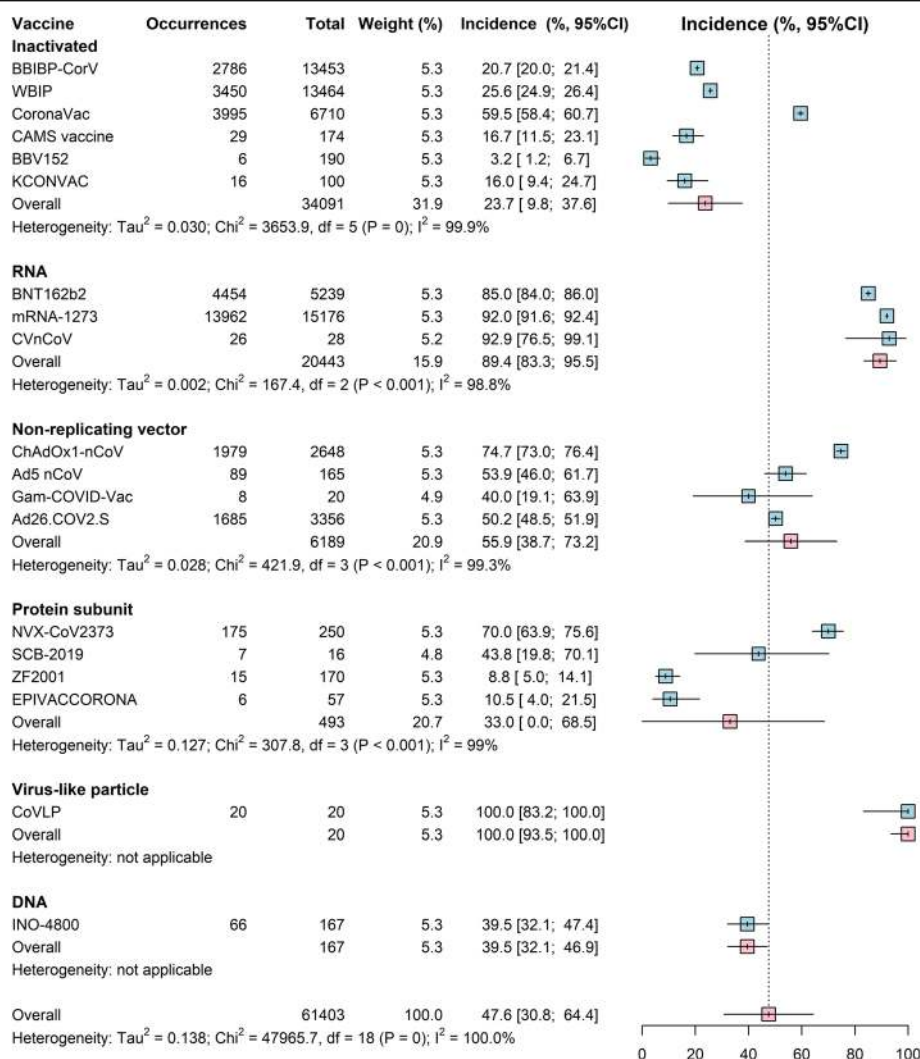 Vaccine Occurrences Total Weight (%) Incidence (%, 95%CI) Incidence (%, 95%CI)
Inactivated
BBIBP-CorV 2786 13453 5.3 20.7 [20.0; 21.4]
WBIP 3450 13464 5.3 25.6 [24.9; 26.4]
CoronaVac 3995 6710 5.3 59.5 [58.4; 60.7]
CAMS vaccine 29 174 5.3 16.7 [11.5; 23.1]
BBV152 6 190 5.3 3.2 [ 1.2; 6.7]
KCONVAC 16 100 5.3 16.0 [ 9.4; 24.7]
Overall 34091 31.9 23.7 [ 9.8; 37.6]
Heterogeneity: Tau² = 0.030; Chi² = 3653.9, df = 5 (P = 0); I² = 99.9%
RNA
BNT162b2 4454 5239 5.3 85.0 [84.0; 86.0]
mRNA-1273 13962 15176 5.3 92.0 [91.6; 92.4]
CVnCoV 26 28 5.2 92.9 [76.5; 99.1]
Overall 20443 15.9 89.4 [83.3; 95.5]
Heterogeneity: Tau² = 0.002; Chi² = 167.4, df = 2 (P < 0.001); I² = 98.8%
Non-replicating vector
ChAdOx1-nCoV 1979 2648 5.3 74.7 [73.0; 76.4]
Ad5 nCoV 89 165 5.3 53.9 [46.0; 61.7]
Gam-COVID-Vac 8 20 4.9 40.0 [19.1; 63.9]
Ad26.COV2.S 1685 3356 5.3 50.2 [48.5; 51.9]
Overall 6189 20.9 55.9 [38.7; 73.2]
Heterogeneity: Tau² = 0.028; Chi² = 421.9, df = 3 (P < 0.001); I² = 99.3%
Protein subunit
NVX-CoV2373 175 250 5.3 70.0 [63.9; 75.6]
SCB-2019 7 16 4.8 43.8 [19.8; 70.1]
ZF2001 15 170 5.3 8.8 [ 5.0; 14.1]
EPIVACCORONA 6 57 5.3 10.5 [ 4.0; 21.5]
Overall 493 20.7 33.0 [ 0.0; 68.5]
Heterogeneity: Tau² = 0.127; Chi² = 307.8, df = 3 (P < 0.001); I² = 99%
Virus-like particle
CoVLP 20 20 5.3 100.0 [83.2; 100.0]
Overall 20 5.3 100.0 [93.5; 100.0]
Heterogeneity: not applicable
DNA
INO-4800 66 167 5.3 39.5 [32.1; 47.4]
Overall 167 5.3 39.5 [32.1; 46.9]
Heterogeneity: not applicable
Overall 61403 100.0 47.6 [30.8; 64.4]
Heterogeneity: Tau² = 0.138; Chi² = 47965.7, df = 18 (P = 0); I² = 100.0%
0 20 40 60 80 100